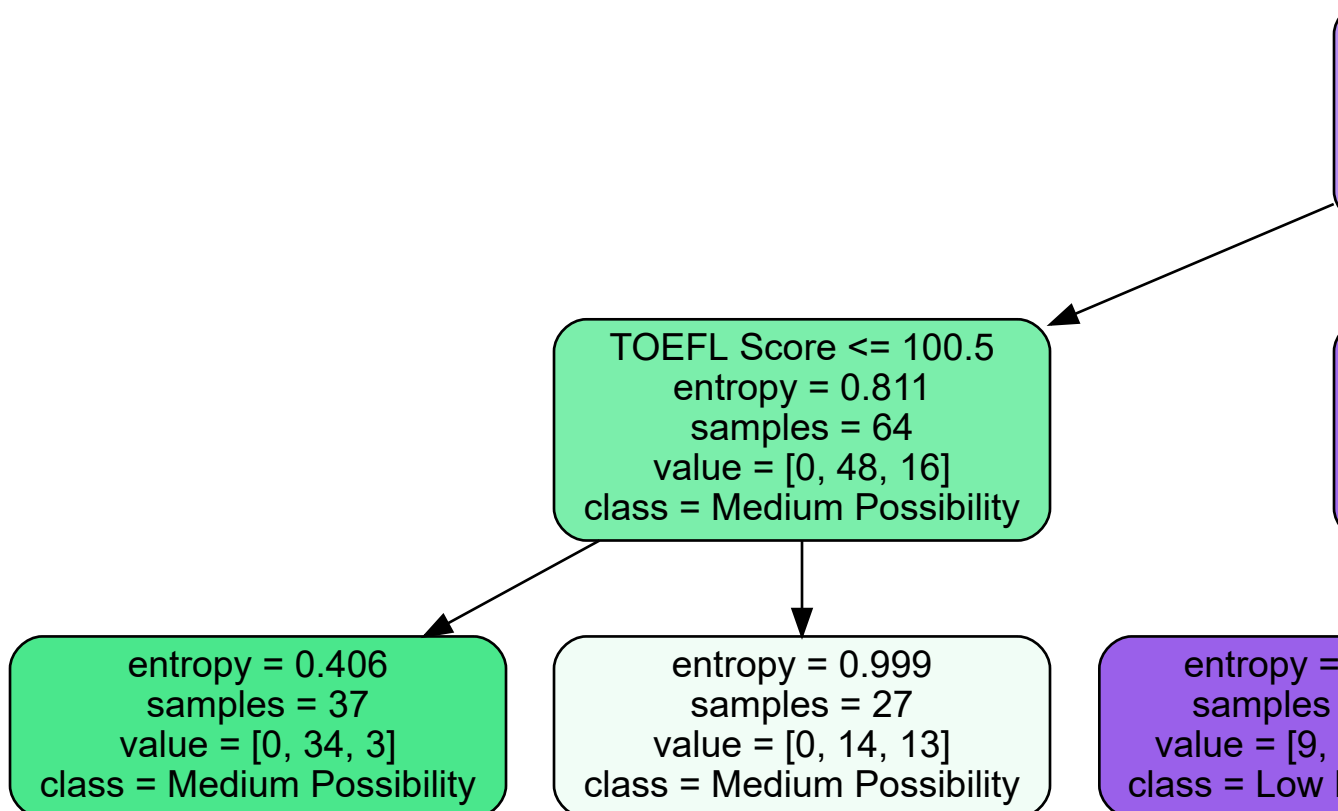 TOEFL Score <= 100.5
entropy = 0.811
samples = 64
value = [0, 48, 16]
class = Medium Possibility
entropy = 0.406
samples = 37
value = [0, 34, 3]
class = Medium Possibility
entropy = 0.999
samples = 27
value = [0, 14, 13]
class = Medium Possibility
entropy =
samples
value = [9,
class = Low